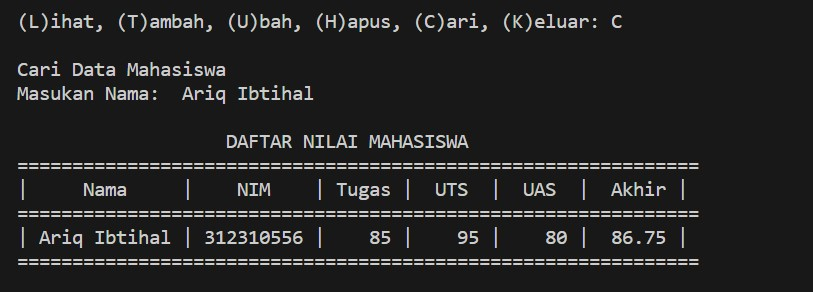 (L)ihat, (T)ambah, (U)bah, (H)apus, (C)ari, (K)eluar: C
Cari Data Mahasiswa
Masukan Nama:  Ariq Ibtihal
DAFTAR NILAI MAHASISWA
==============================================================
|     Nama     |    NIM    | Tugas |  UTS  |  UAS  |  Akhir |
==============================================================
| Ariq Ibtihal | 312310556 |    85 |    95 |    80 |  86.75 |
==============================================================